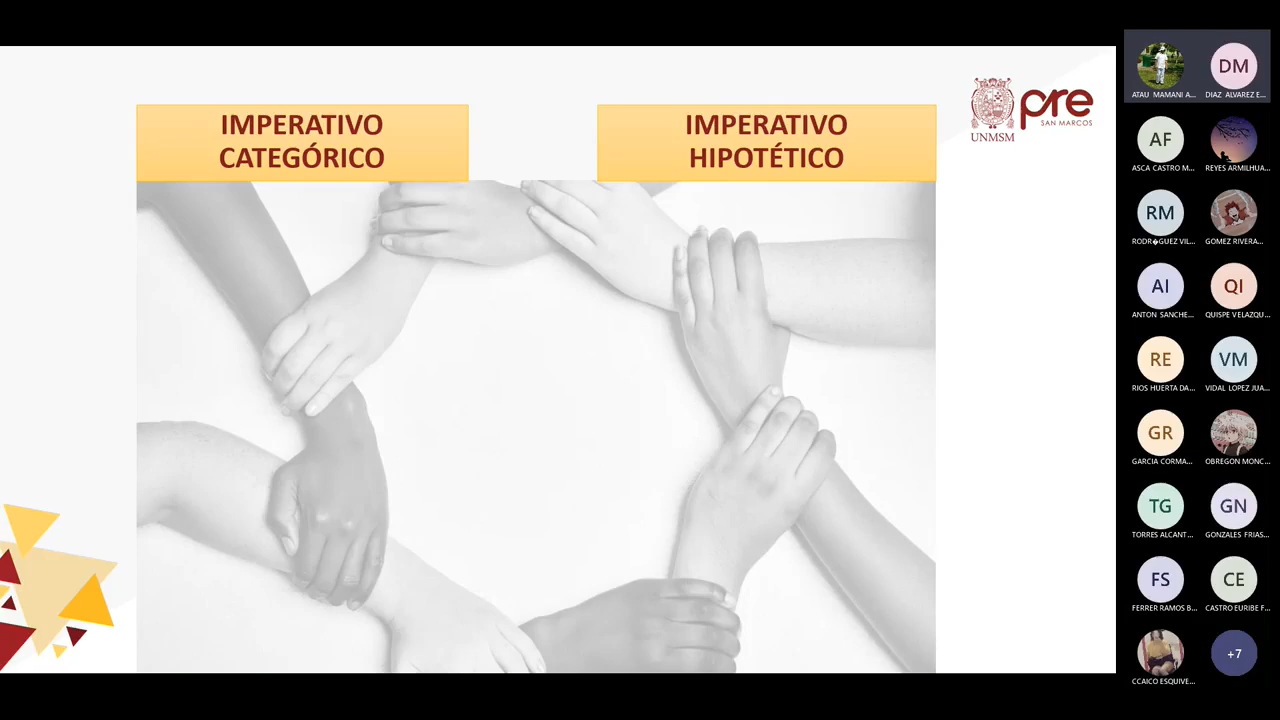 IMPERATIVO
CATEGÓRICO
IMPERATIVO
HIPOTÉTICO
UNMSM
pre
SAN MARCOS
ATAU MAMANI A...
DM
DIAZ ALVAREZ E...
AF
ASCA CASTRO M...
REYES ARMILHUA...
RM
RODR�GUEZ VIL...
GOMEZ RIVERA...
AI
ANTON SANCHE...
QI
QUISPE VELAZQU...
RE
RIOS HUERTA DA...
VM
VIDAL LOPEZ JUA...
GR
GARCIA CORMA...
OBREGON MONC...
TG
TORRES ALCANT...
GN
GONZALES FRIAS...
FS
FERRER RAMOS B...
CE
CASTRO EURIBE F...
CCAICO ESQUIVE...
+7